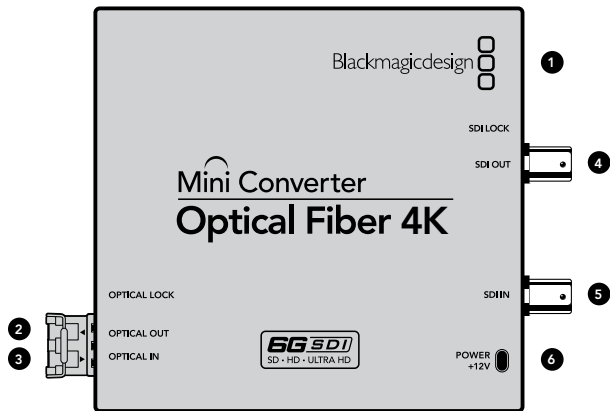 Blackmagicdesign
1
SDI LOCK
SDI OUT
4
Mini Converter
Optical Fiber 4K
OPTICAL LOCK
SDI IN
5
2
OPTICAL OUT
3
OPTICAL IN
6G SDI
SD · HD · ULTRA HD
POWER
+12V
6